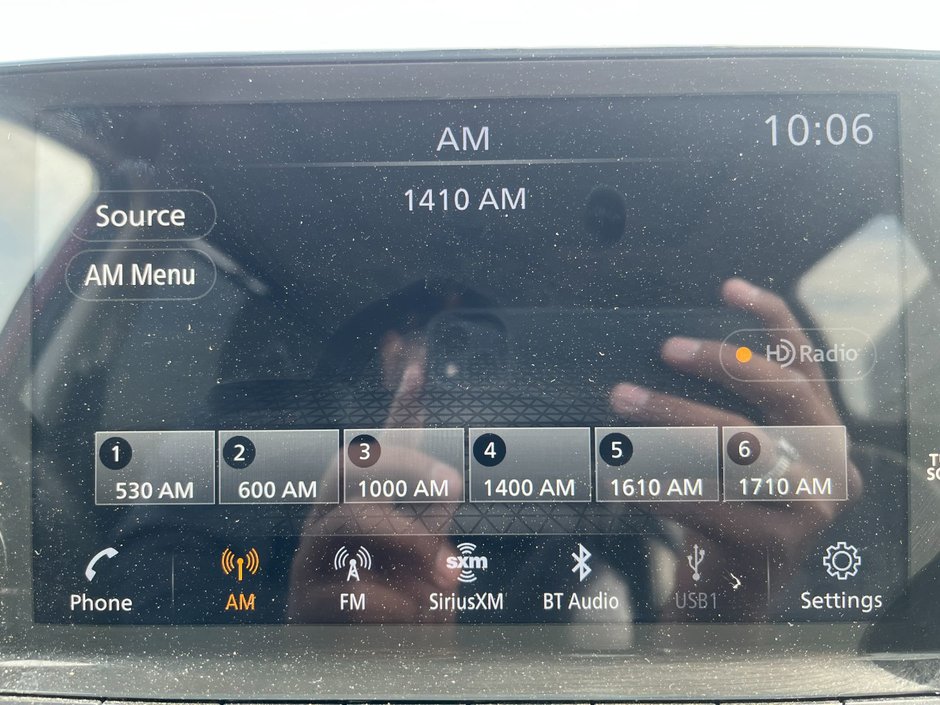 AM
10:06
1410 AM
Source
AM Menu
HD Radio
1 2 3 4 5 6
530 AM 600 AM 1000 AM 1400 AM 1610 AM 1710 AM
sxm
Phone AM FM SiriusXM BT Audio USB1 Settings